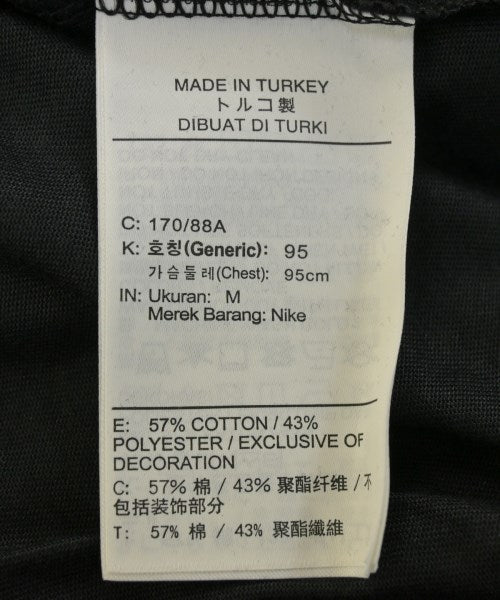 MADE IN TURKEY
トルコ製
DIBUAT DI TURKI
C: 170/88A
K: 호칭(Generic): 95
가슴둘레(Chest): 95cm
IN: Ukuran: M
Merek Barang: Nike
E: 57% COTTON / 43%
POLYESTER / EXCLUSIVE OF
DECORATION
C: 57% 棉 / 43% 聚酯纤维 / 不
包括装饰部分
T: 57% 棉 / 43% 聚酯纖維